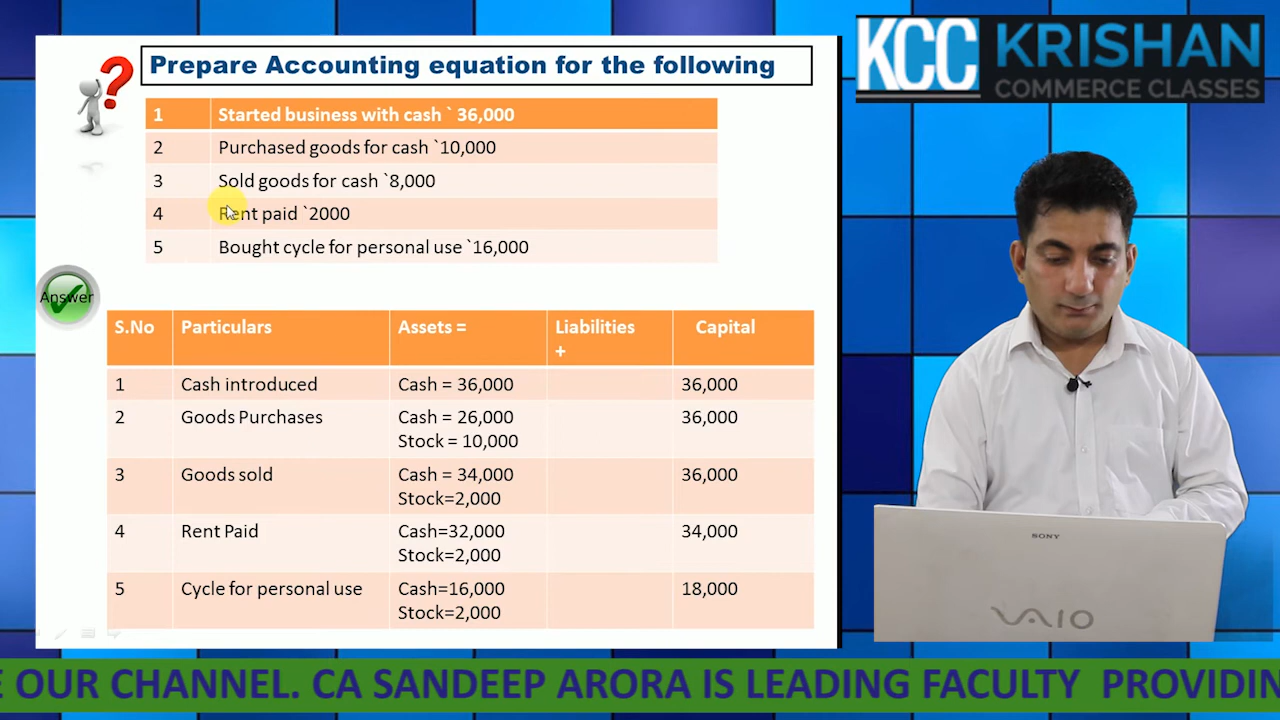 Prepare Accounting equation for the following
KCC KRISHAN
COMMERCE CLASSES
1 Started business with cash ` 36,000
2 Purchased goods for cash `10,000
3 Sold goods for cash `8,000
4 Rent paid `2000
5 Bought cycle for personal use `16,000
Answer
S.No Particulars Assets = Liabilities + Capital
1 Cash introduced Cash = 36,000 36,000
2 Goods Purchases Cash = 26,000 36,000
Stock = 10,000
3 Goods sold Cash = 34,000 36,000
Stock=2,000
4 Rent Paid Cash=32,000 34,000
Stock=2,000
5 Cycle for personal use Cash=16,000 18,000
Stock=2,000
SONY
VAIO
E OUR CHANNEL. CA SANDEEP ARORA IS LEADING FACULTY PROVIDIN